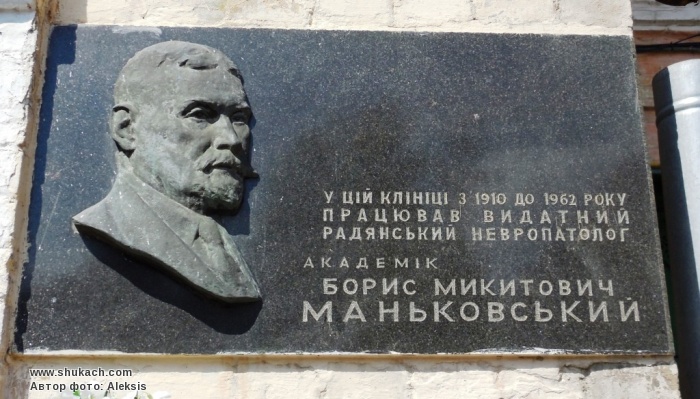 У ЦІЙ КЛІНІЦІ З 1910 ДО 1962 РОКУ
ПРАЦЮВАВ ВИДАТНИЙ
РАДЯНСЬКИЙ НЕВРОПАТОЛОГ
АКАДЕМІК
БОРИС МИКИТОВИЧ
МАНЬКОВСЬКИЙ
www.shukach.com
Автор фото: Aleksis